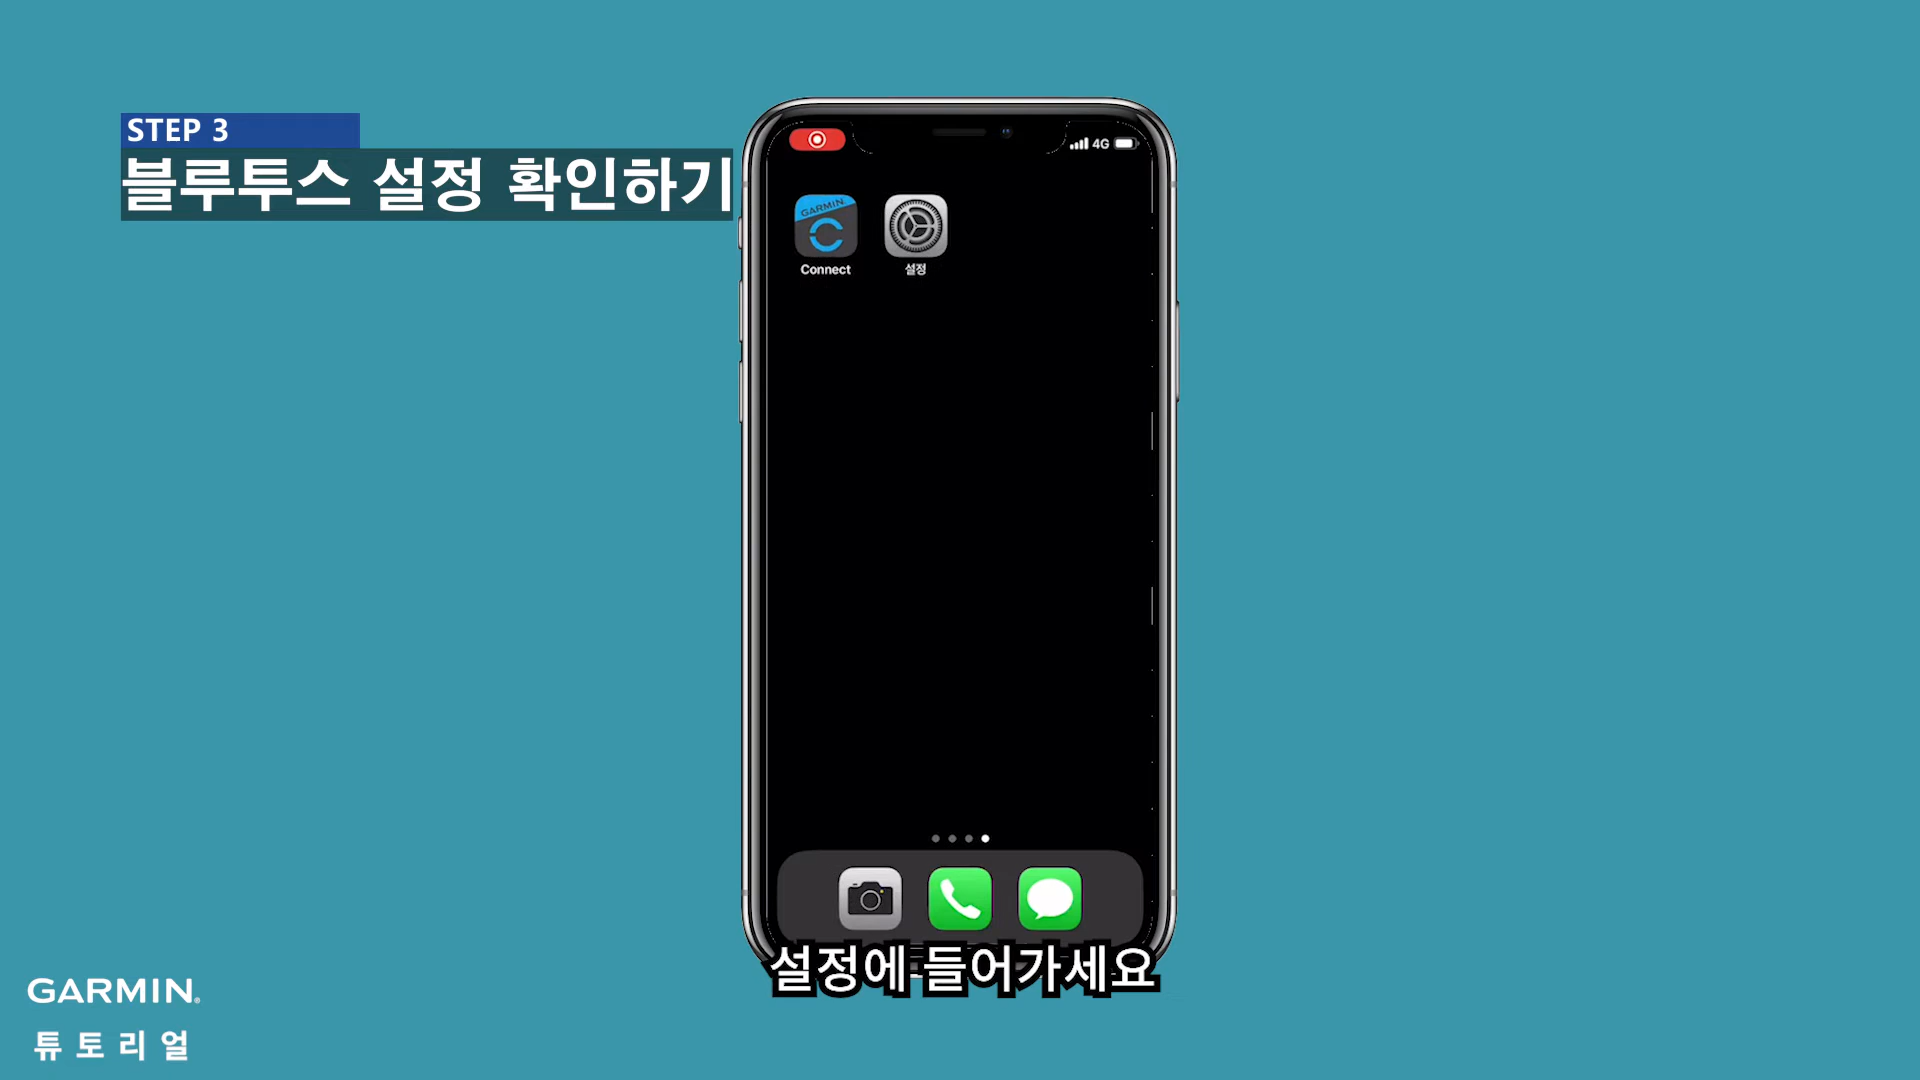 STEP 3
블루투스 설정 확인하기
4G
GARMIN
Connect
설정
설정에 들어가세요
GARMIN®
튜토리얼